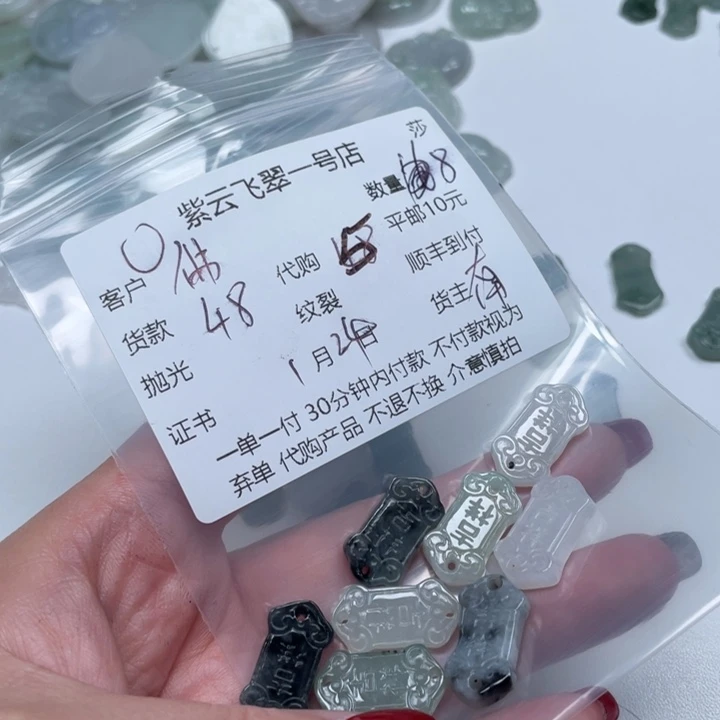 莎
紫云飞翠一号店
客户 数量 8
货款 48 代购 5 平邮10元
抛光 纹裂 顺丰到付
证书 1月24日 货主
一单一付 30分钟内付款 不付款视为
弃单 代购产品 不退不换 介意慎拍